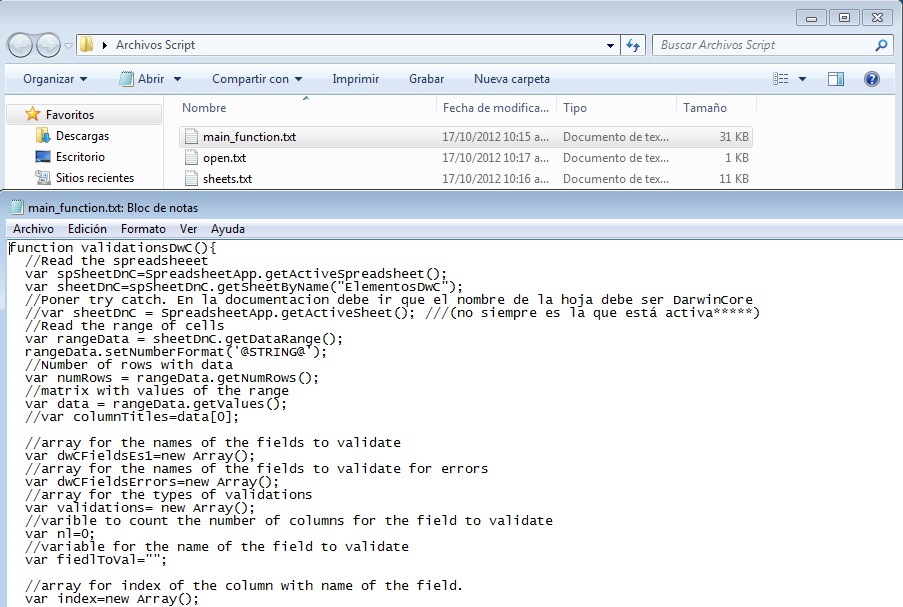 Archivos Script
Buscar Archivos Script
Organizar Abrir Compartir con Imprimir Grabar Nueva carpeta
Favoritos
Descargas
Escritorio
Sitios recientes
Nombre Fecha de modifica... Tipo Tamaño
main_function.txt 17/10/2012 10:15 a... Documento de tex... 31 KB
open.txt 17/10/2012 10:17 a... Documento de tex... 1 KB
sheets.txt 17/10/2012 10:16 a... Documento de tex... 11 KB
main_function.txt: Bloc de notas
Archivo Edición Formato Ver Ayuda
function validationsDwC(){
//Read the spreadsheeet
var spSheetDnC=SpreadsheetApp.getActiveSpreadsheet();
var sheetDnC=spSheetDnC.getSheetByName("ElementosDwC");
//Poner try catch. En la documentacion debe ir que el nombre de la hoja debe ser DarwinCore
//var sheetDnC = SpreadsheetApp.getActiveSheet(); ///(no siempre es la que está activa*****)
//Read the range of cells
var rangeData = sheetDnC.getDataRange();
rangeData.setNumberFormat('@STRING@');
//Number of rows with data
var numRows = rangeData.getNumRows();
//matrix with values of the range
var data = rangeData.getValues();
//var columnTitles=data[0];
//array for the names of the fields to validate
var dwCFieldsEs1=new Array();
//array for the names of the fields to validate for errors
var dwCFieldsErrors=new Array();
//array for the types of validations
var validations= new Array();
//varible to count the number of columns for the field to validate
var nl=0;
//variable for the name of the field to validate
var fiedlToVal="";
//array for index of the column with name of the field.
var index=new Array();